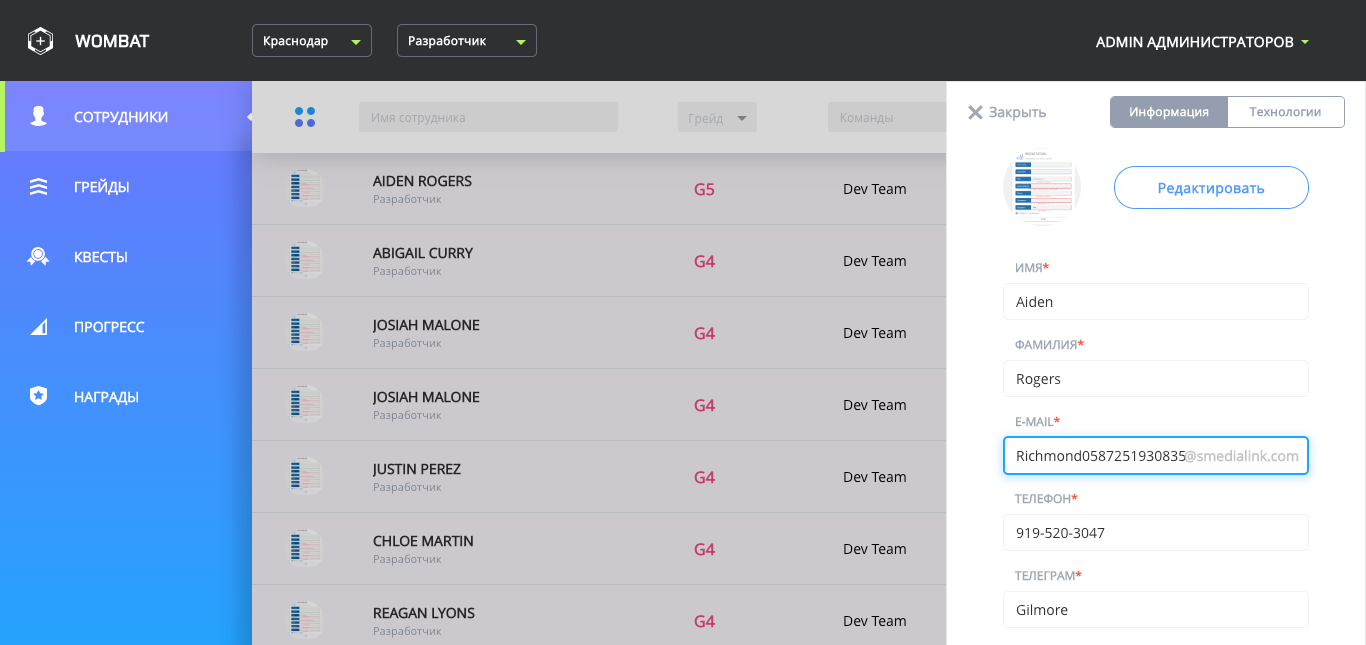 WOMBAT
Краснодар
Разработчик
ADMIN АДМИНИСТРАТОРОВ
СОТРУДНИКИ
ГРЕЙДЫ
КВЕСТЫ
ПРОГРЕСС
НАГРАДЫ
Имя сотрудника
Грейд
Команды
AIDEN ROGERS
Разработчик
G5
Dev Team
ABIGAIL CURRY
Разработчик
G4
Dev Team
JOSIAH MALONE
Разработчик
G4
Dev Team
JOSIAH MALONE
Разработчик
G4
Dev Team
JUSTIN PEREZ
Разработчик
G4
Dev Team
CHLOE MARTIN
Разработчик
G4
Dev Team
REAGAN LYONS
Разработчик
G4
Dev Team
Закрыть
Информация
Технологии
Редактировать
ИМЯ*
Aiden
ФАМИЛИЯ*
Rogers
E-MAIL*
Richmond0587251930835@smedialink.com
ТЕЛЕФОН*
919-520-3047
ТЕЛЕГРАМ*
Gilmore